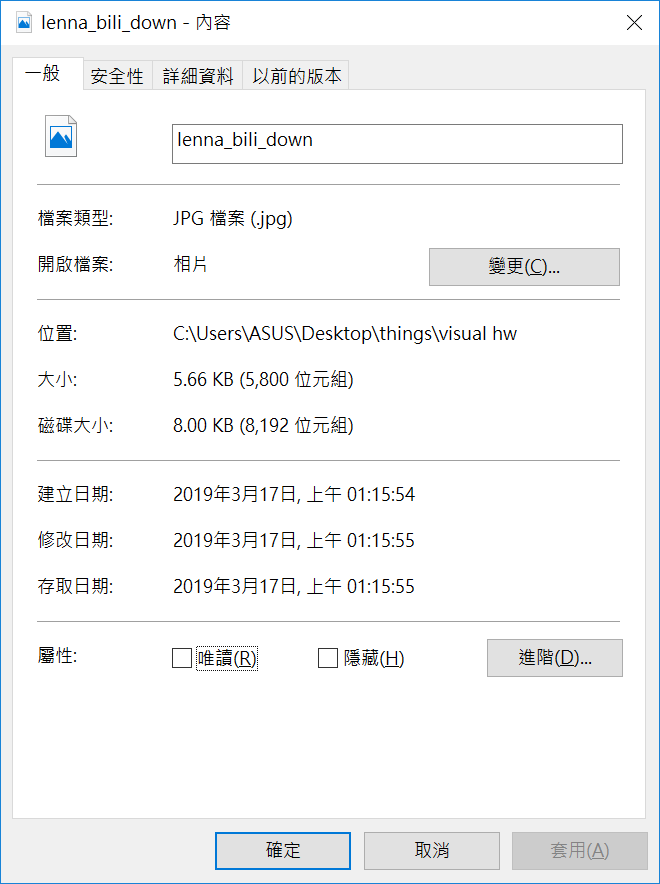 lenna_bili_down - 內容
一般 安全性 詳細資料 以前的版本
lenna_bili_down
檔案類型: JPG 檔案 (.jpg)
開啟檔案: 相片 變更(C)...
位置: C:\Users\ASUS\Desktop\things\visual hw
大小: 5.66 KB (5,800 位元組)
磁碟大小: 8.00 KB (8,192 位元組)
建立日期: 2019年3月17日, 上午 01:15:54
修改日期: 2019年3月17日, 上午 01:15:55
存取日期: 2019年3月17日, 上午 01:15:55
屬性: 唯讀(R) 隱藏(H) 進階(D)...
確定 取消 套用(A)